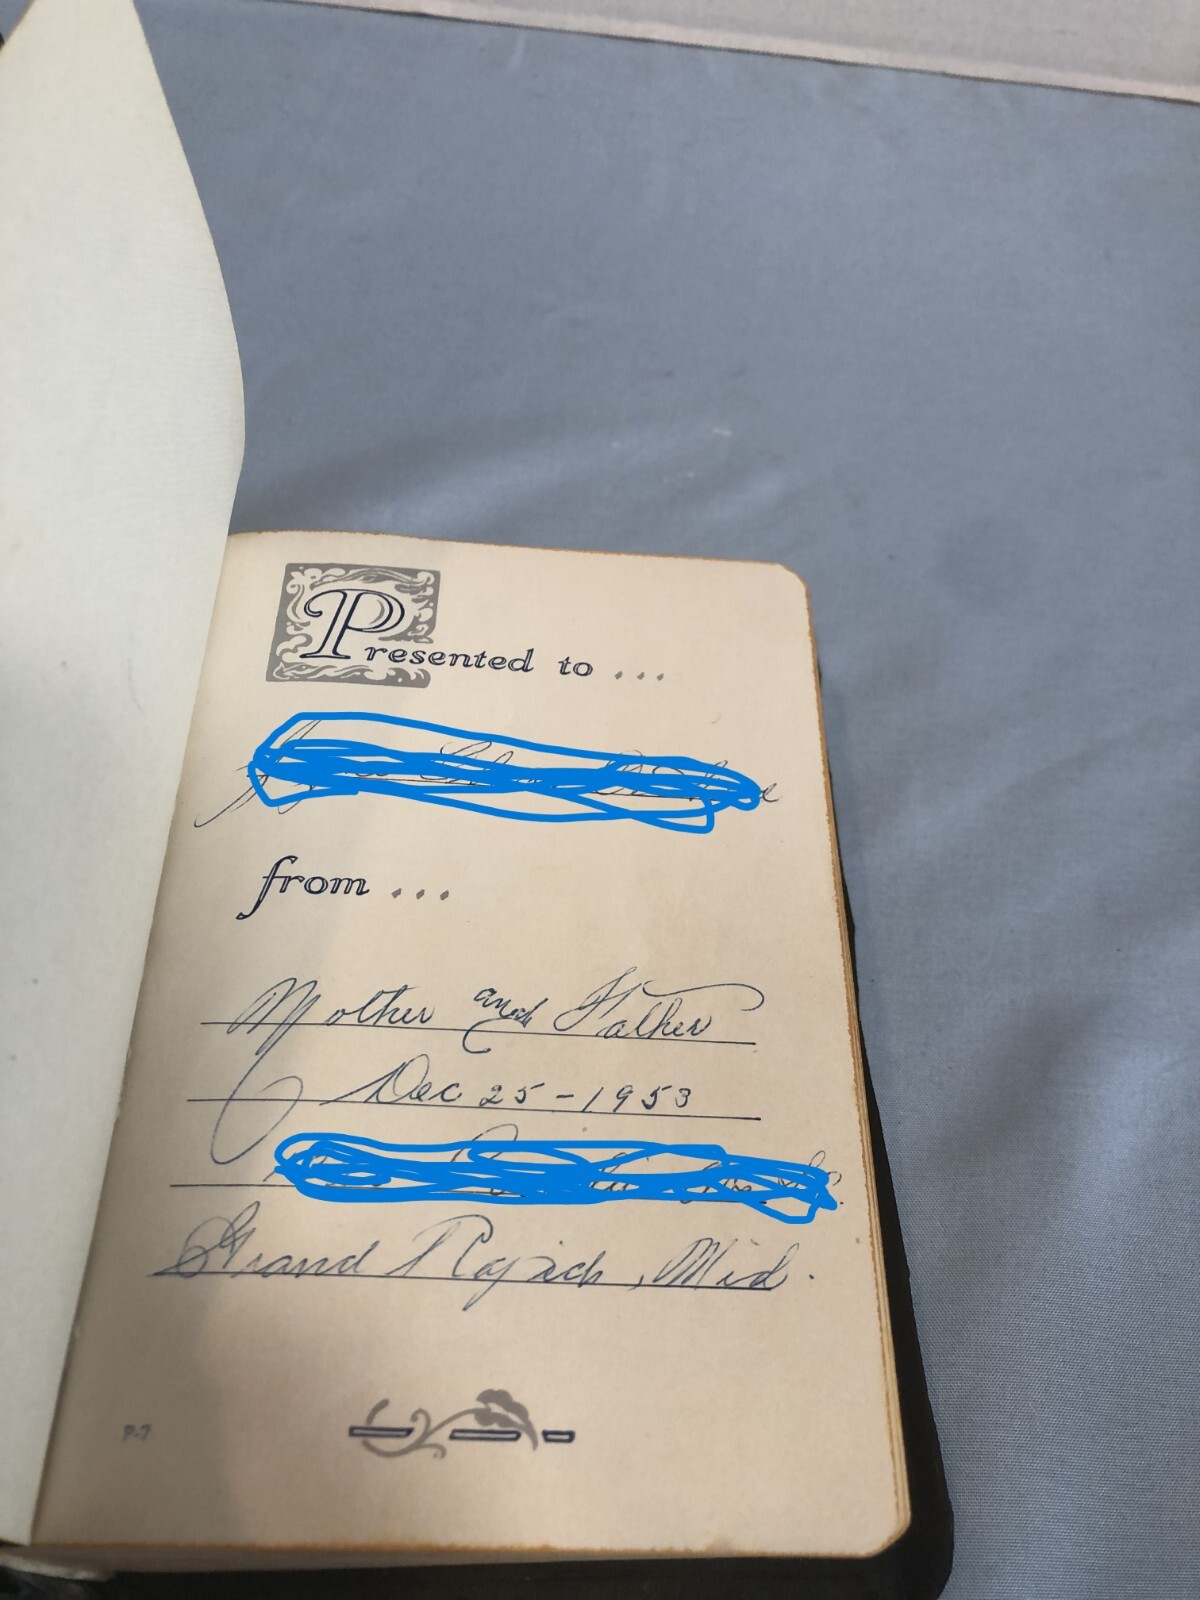 Presented to ...
from ...
Mother and Father
Dec 25-1953
Grand Rapids, Mich.
P-7